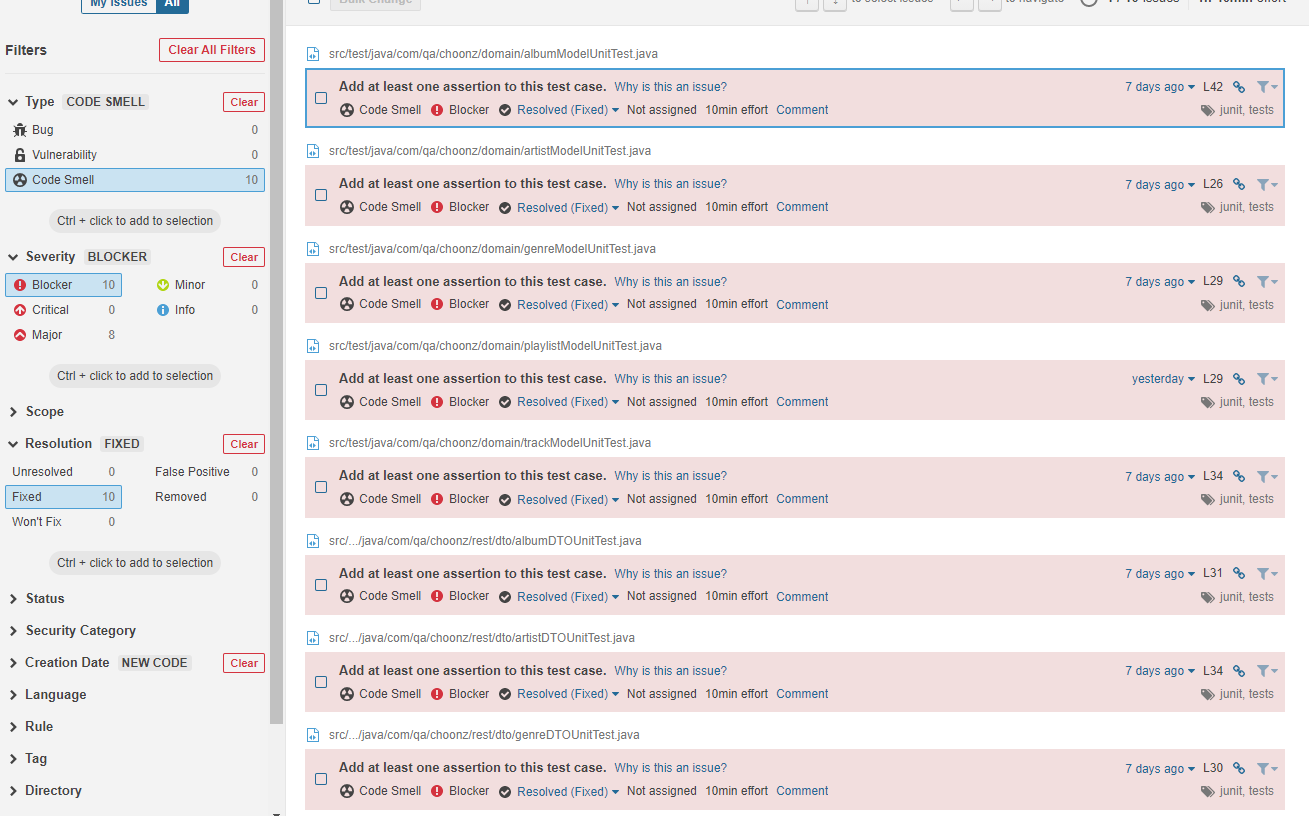 My Issues All
Filters Clear All Filters
Type CODE SMELL Clear
Bug 0
Vulnerability 0
Code Smell 10
Ctrl + click to add to selection
Severity BLOCKER Clear
Blocker 10 Minor 0
Critical 0 Info 0
Major 8
Ctrl + click to add to selection
Scope
Resolution FIXED Clear
Unresolved 0 False Positive 0
Fixed 10 Removed 0
Won't Fix 0
Ctrl + click to add to selection
Status
Security Category
Creation Date NEW CODE Clear
Language
Rule
Tag
Directory
Bulk Change to select issues to navigate
src/test/java/com/qa/choonz/domain/albumModelUnitTest.java
Add at least one assertion to this test case. Why is this an issue? 7 days ago L42
Code Smell Blocker Resolved (Fixed) Not assigned 10min effort Comment junit, tests
src/test/java/com/qa/choonz/domain/artistModelUnitTest.java
Add at least one assertion to this test case. Why is this an issue? 7 days ago L26
Code Smell Blocker Resolved (Fixed) Not assigned 10min effort Comment junit, tests
src/test/java/com/qa/choonz/domain/genreModelUnitTest.java
Add at least one assertion to this test case. Why is this an issue? 7 days ago L29
Code Smell Blocker Resolved (Fixed) Not assigned 10min effort Comment junit, tests
src/test/java/com/qa/choonz/domain/playlistModelUnitTest.java
Add at least one assertion to this test case. Why is this an issue? yesterday L29
Code Smell Blocker Resolved (Fixed) Not assigned 10min effort Comment junit, tests
src/test/java/com/qa/choonz/domain/trackModelUnitTest.java
Add at least one assertion to this test case. Why is this an issue? 7 days ago L34
Code Smell Blocker Resolved (Fixed) Not assigned 10min effort Comment junit, tests
src/.../java/com/qa/choonz/rest/dto/albumDTOUnitTest.java
Add at least one assertion to this test case. Why is this an issue? 7 days ago L31
Code Smell Blocker Resolved (Fixed) Not assigned 10min effort Comment junit, tests
src/.../java/com/qa/choonz/rest/dto/artistDTOUnitTest.java
Add at least one assertion to this test case. Why is this an issue? 7 days ago L34
Code Smell Blocker Resolved (Fixed) Not assigned 10min effort Comment junit, tests
src/.../java/com/qa/choonz/rest/dto/genreDTOUnitTest.java
Add at least one assertion to this test case. Why is this an issue? 7 days ago L30
Code Smell Blocker Resolved (Fixed) Not assigned 10min effort Comment junit, tests